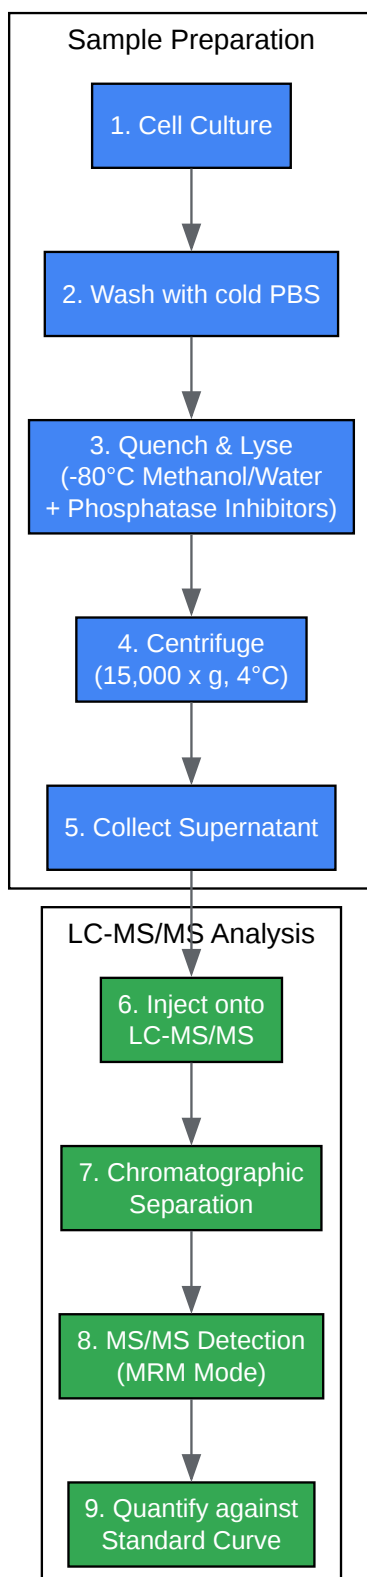 Sample Preparation
1. Cell Culture
2. Wash with cold PBS
3. Quench & Lyse
(-80°C Methanol/Water
+ Phosphatase Inhibitors)
4. Centrifuge
(15,000 x g, 4°C)
5. Collect Supernatant
LC-MS/MS Analysis
6. Inject onto
LC-MS/MS
7. Chromatographic
Separation
8. MS/MS Detection
(MRM Mode)
9. Quantify against
Standard Curve